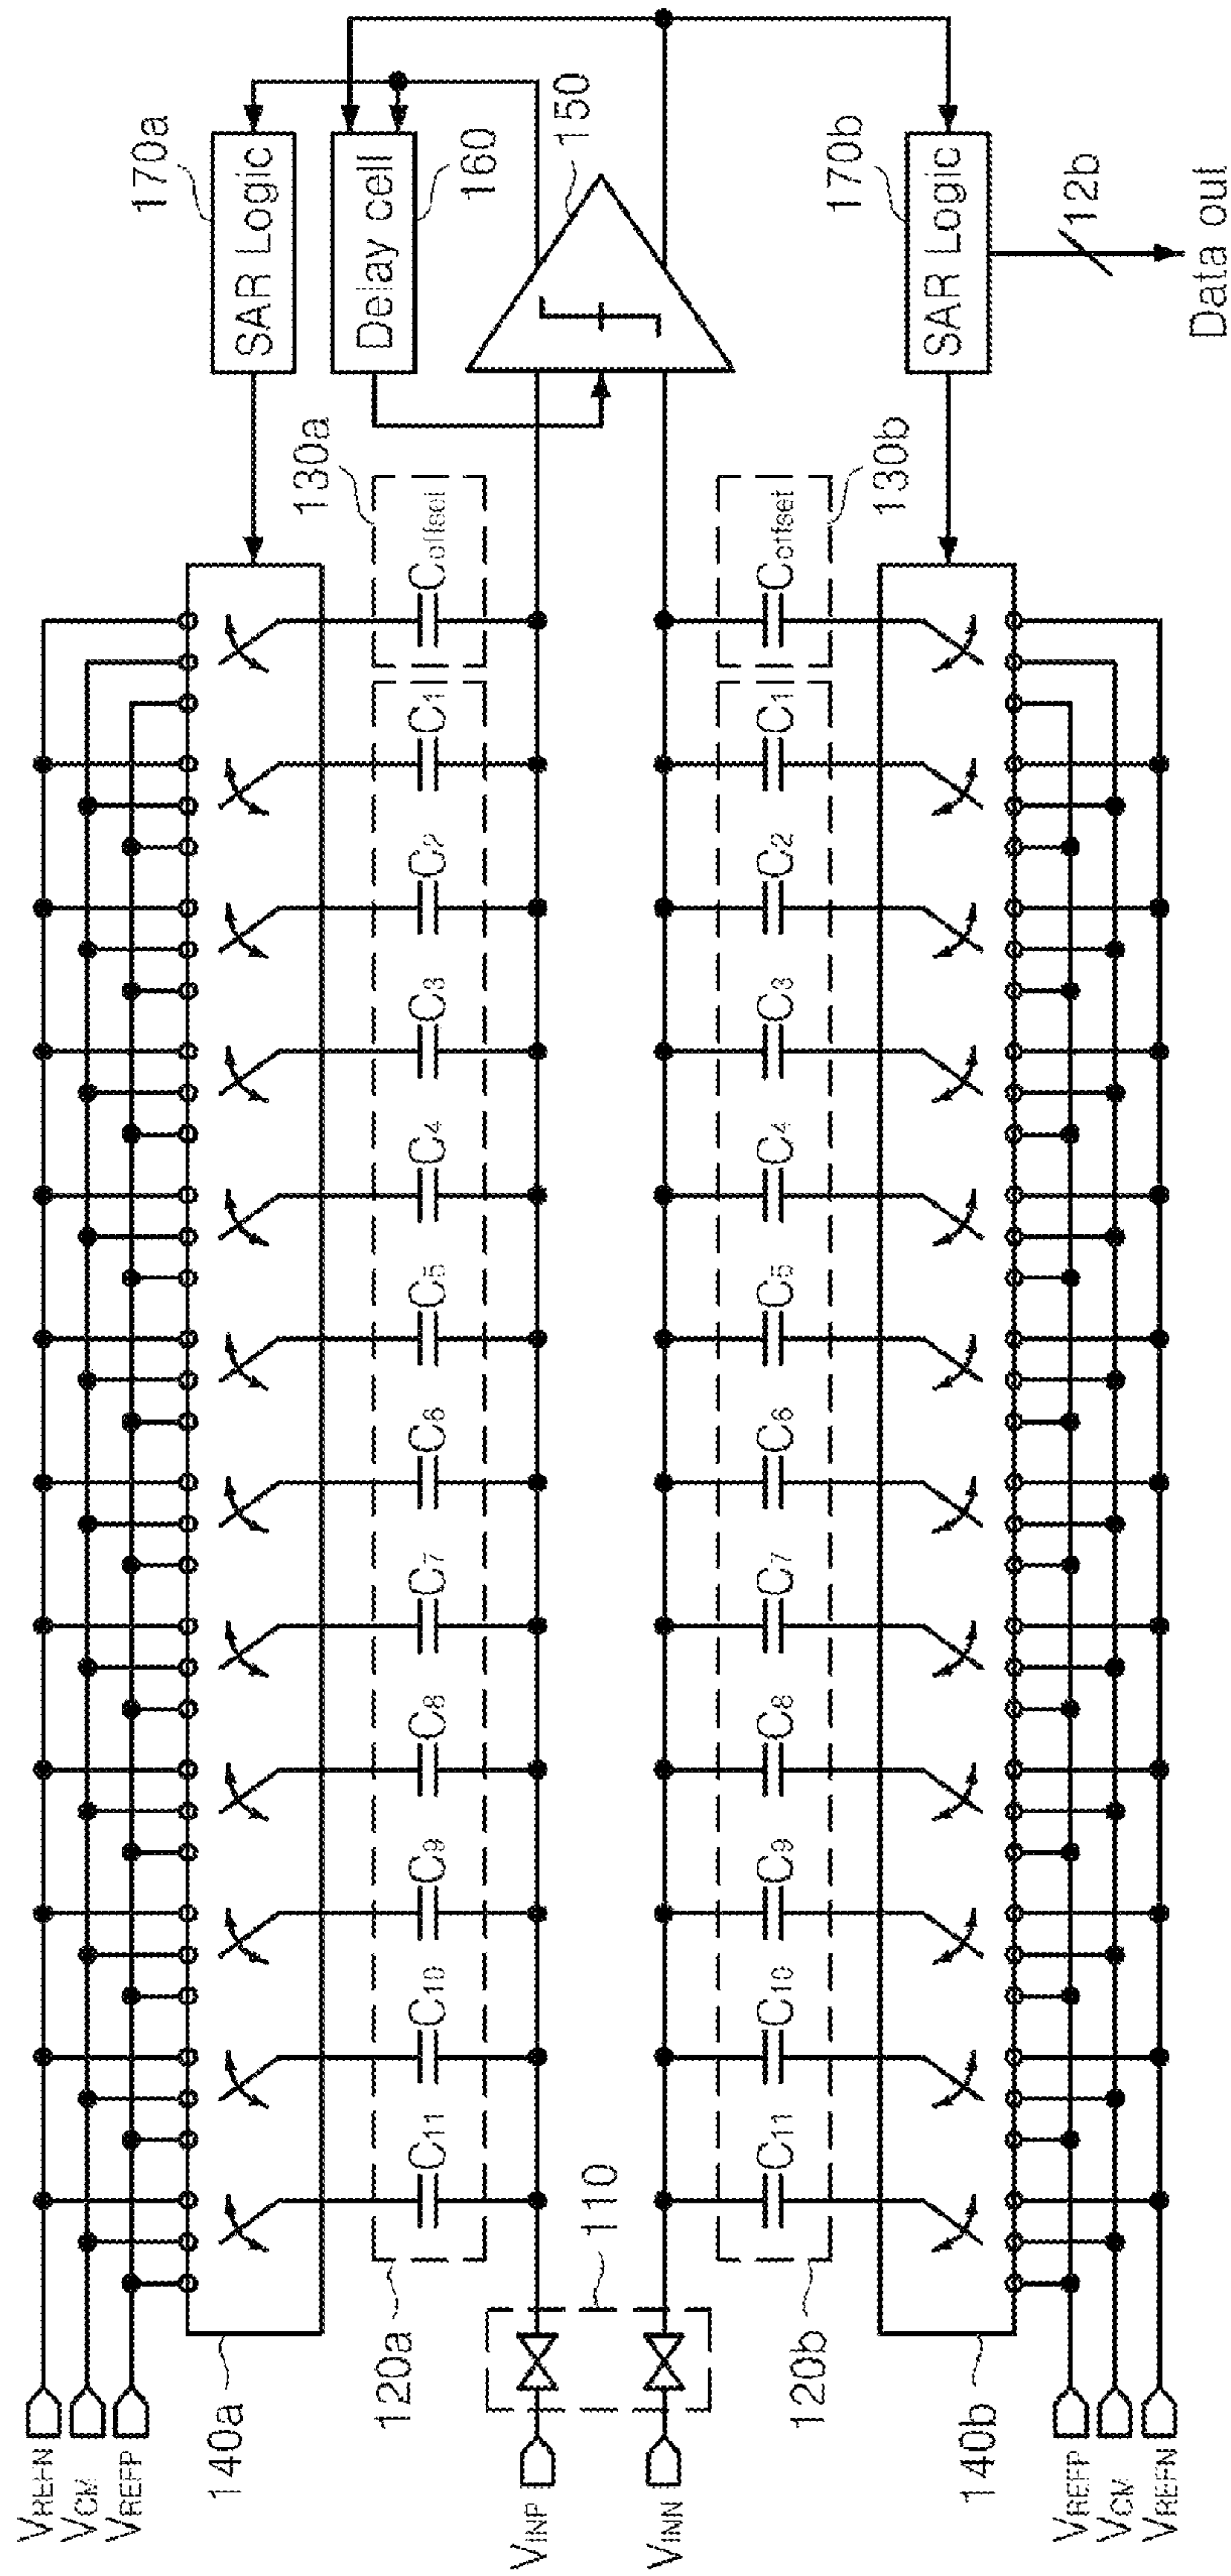 VREFN
VCM
VREFP
140a
SAR Logic
170a
Delay cell
160
120a
C11
C10
C9
C8
C7
C6
C5
C4
C3
C2
C1
Coffset
130a
VINP
VINN
110
150
120b
C11
C10
C9
C8
C7
C6
C5
C4
C3
C2
C1
Coffset
130b
140b
SAR Logic
170b
12b
Data out
VREFP
VCM
VREFN